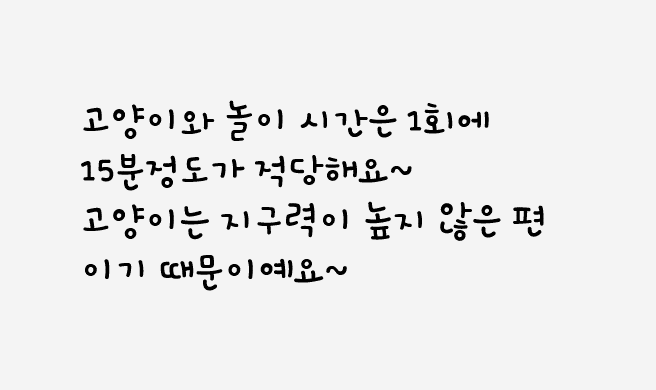 고양이와 놀이 시간은 1회에
15분정도가 적당해요~
고양이는 지구력이 높지 않은 편
이기 때문이예요~